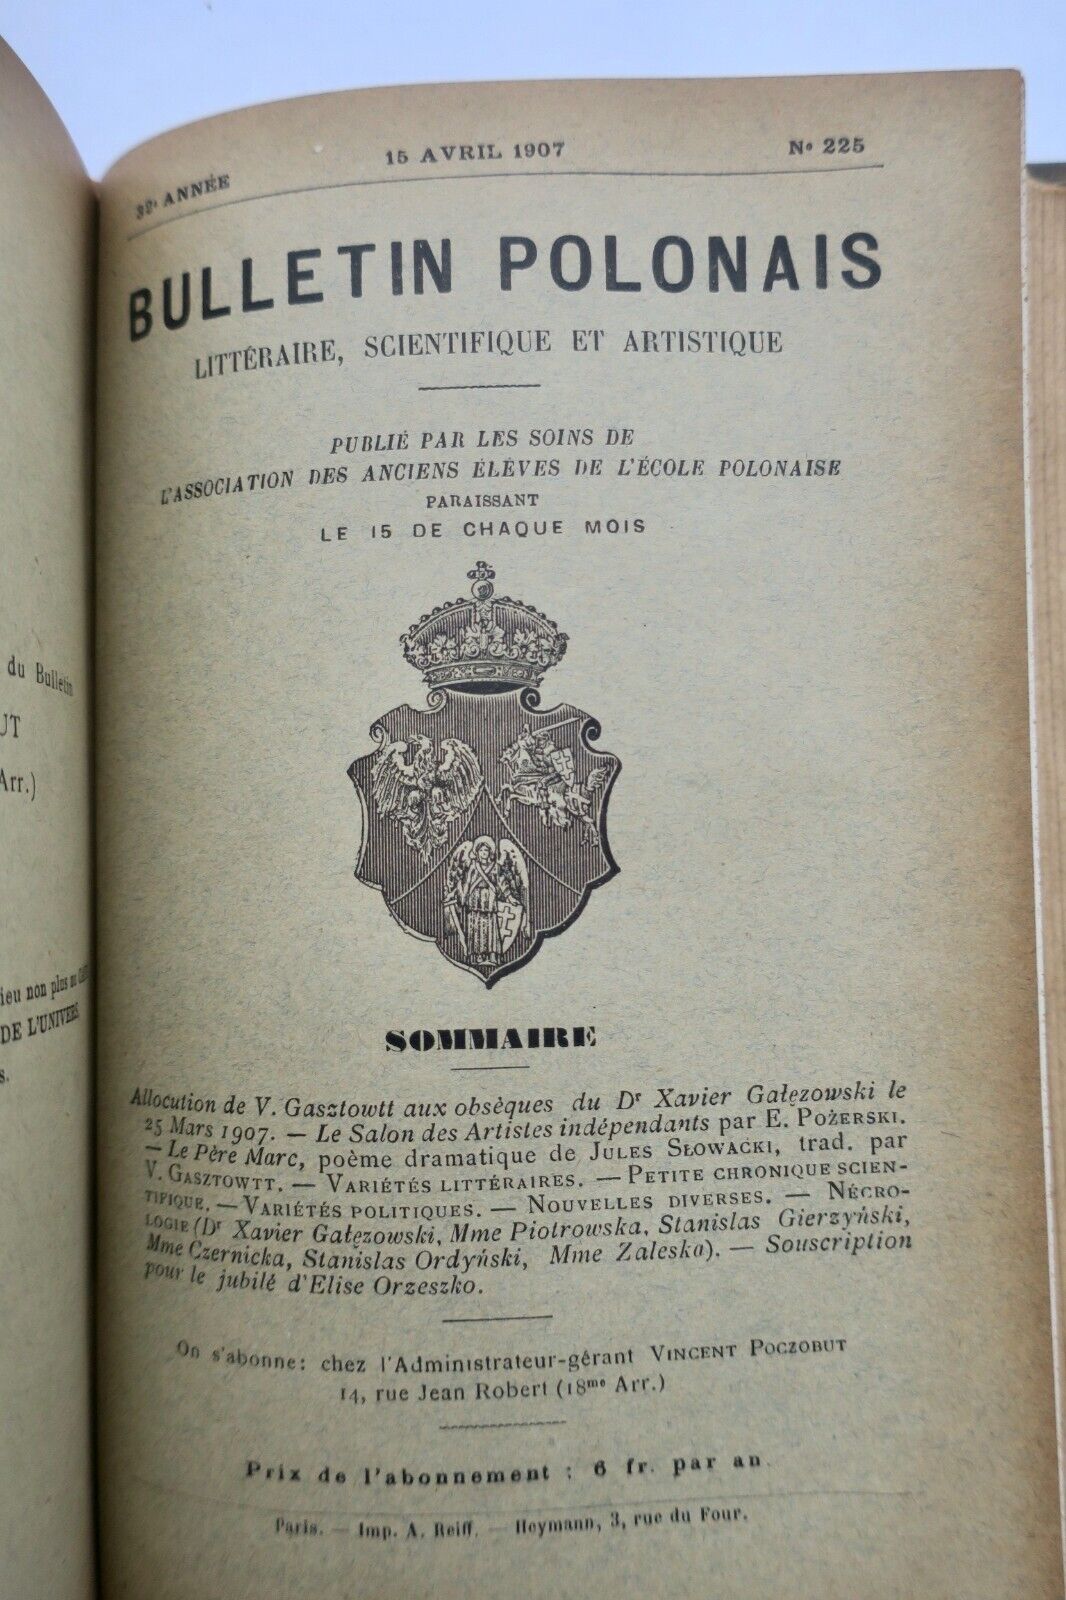 du Bulletin
UT
Arr.)
ieu non plus
DE L'UNIVERS
s.
32e ANNÉE
15 AVRIL 1907
No 225
BULLETIN POLONAIS
LITTÉRAIRE, SCIENTIFIQUE ET ARTISTIQUE
PUBLIÉ PAR LES SOINS DE
L'ASSOCIATION DES ANCIENS ÉLÈVES DE L'ÉCOLE POLONAISE
PARAISSANT
LE 15 DE CHAQUE MOIS
SOMMAIRE
Allocution de V. Gasztowtt aux obsèques du Dr Xavier Gałęzowski le
25 Mars 1907. — Le Salon des Artistes indépendants par E. POŻERSKI.
— Le Père Marc, poème dramatique de JULES SŁOWACKI, trad. par
V. GASZTOWTT. — VARIÉTÉS LITTÉRAIRES. — PETITE CHRONIQUE SCIEN-
TIFIQUE. — VARIÉTÉS POLITIQUES. — NOUVELLES DIVERSES. — NÉCRO-
LOGIE (Dr Xavier Gałęzowski, Mme Piotrowska, Stanislas Gierzyński,
Mme Czernicka, Stanislas Ordyński, Mme Zaleska). — Souscription
pour le jubilé d'Elise Orzeszko.
On s'abonne: chez l'Administrateur-gérant VINCENT POCZOBUT
14, rue Jean Robert (18me Arr.)
Prix de l'abonnement : 6 fr. par an
Paris. — Imp. A. Reiff. — Heymann, 3, rue du Four.